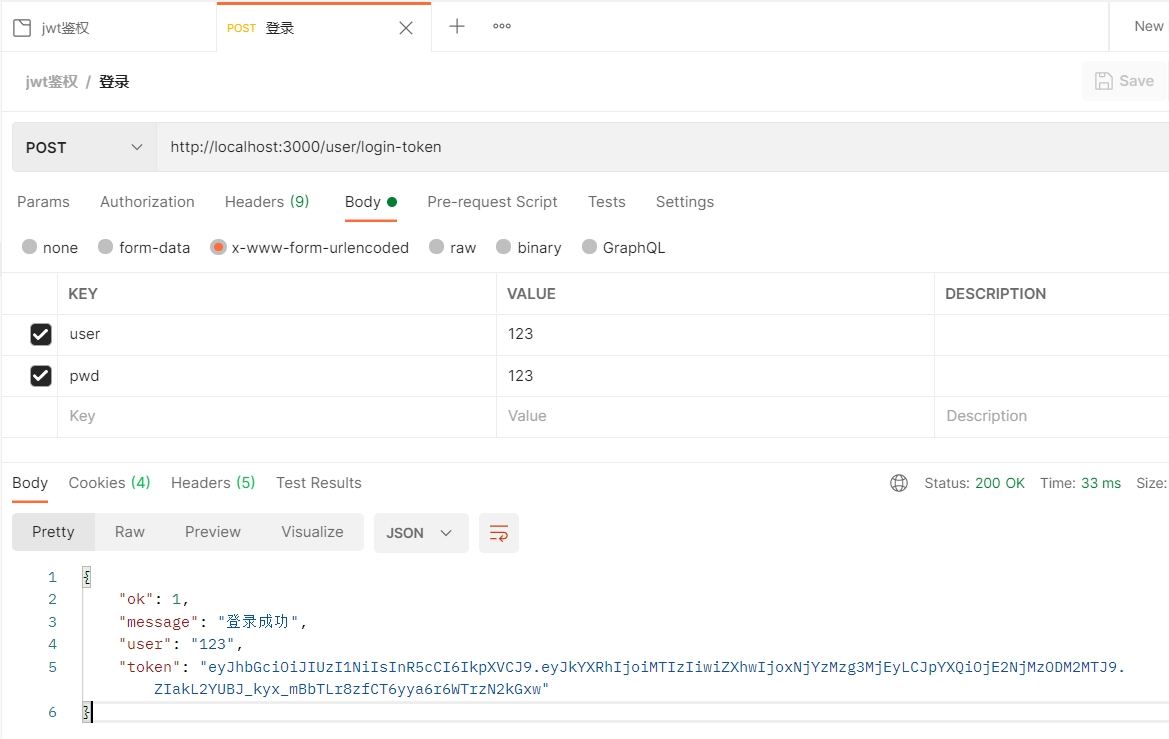 jwt鉴权 POST 登录 New
jwt鉴权 / 登录 Save
POST http://localhost:3000/user/login-token
Params Authorization Headers (9) Body Pre-request Script Tests Settings
none form-data x-www-form-urlencoded raw binary GraphQL
KEY VALUE DESCRIPTION
user 123
pwd 123
Key Value Description
Body Cookies (4) Headers (5) Test Results Status: 200 OK Time: 33 ms Size:
Pretty Raw Preview Visualize JSON
1 {
2 "ok": 1,
3 "message": "登录成功",
4 "user": "123",
5 "token": "eyJhbGciOiJIUzI1NiIsInR5cCI6IkpXVCJ9.eyJkYXRhIjoiMTIzIiwiZXhwIjoxNjYzMzg3MjEyLCJpYXQiOjE2NjMzODM2MTJ9.
ZIakL2YUBJ_kyx_mBbTLr8zfCT6yya6r6WTrzN2kGxw"
6 }